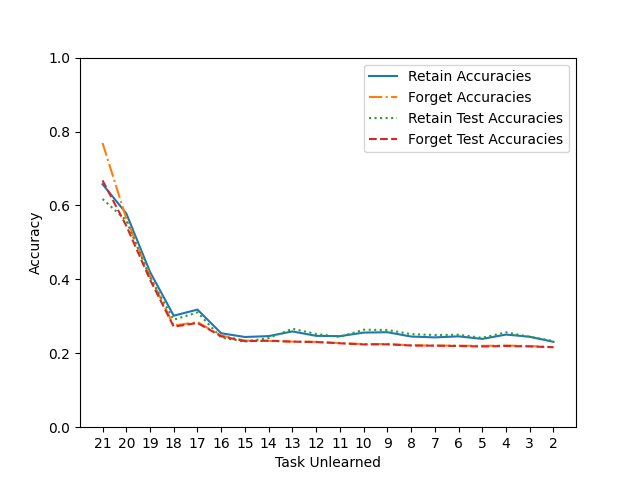 Retain Accuracies
Forget Accuracies
Retain Test Accuracies
Forget Test Accuracies
1.0
0.8
0.6
0.4
0.2
0.0
Accuracy
21 20 19 18 17 16 15 14 13 12 11 10 9 8 7 6 5 4 3 2
Task Unlearned